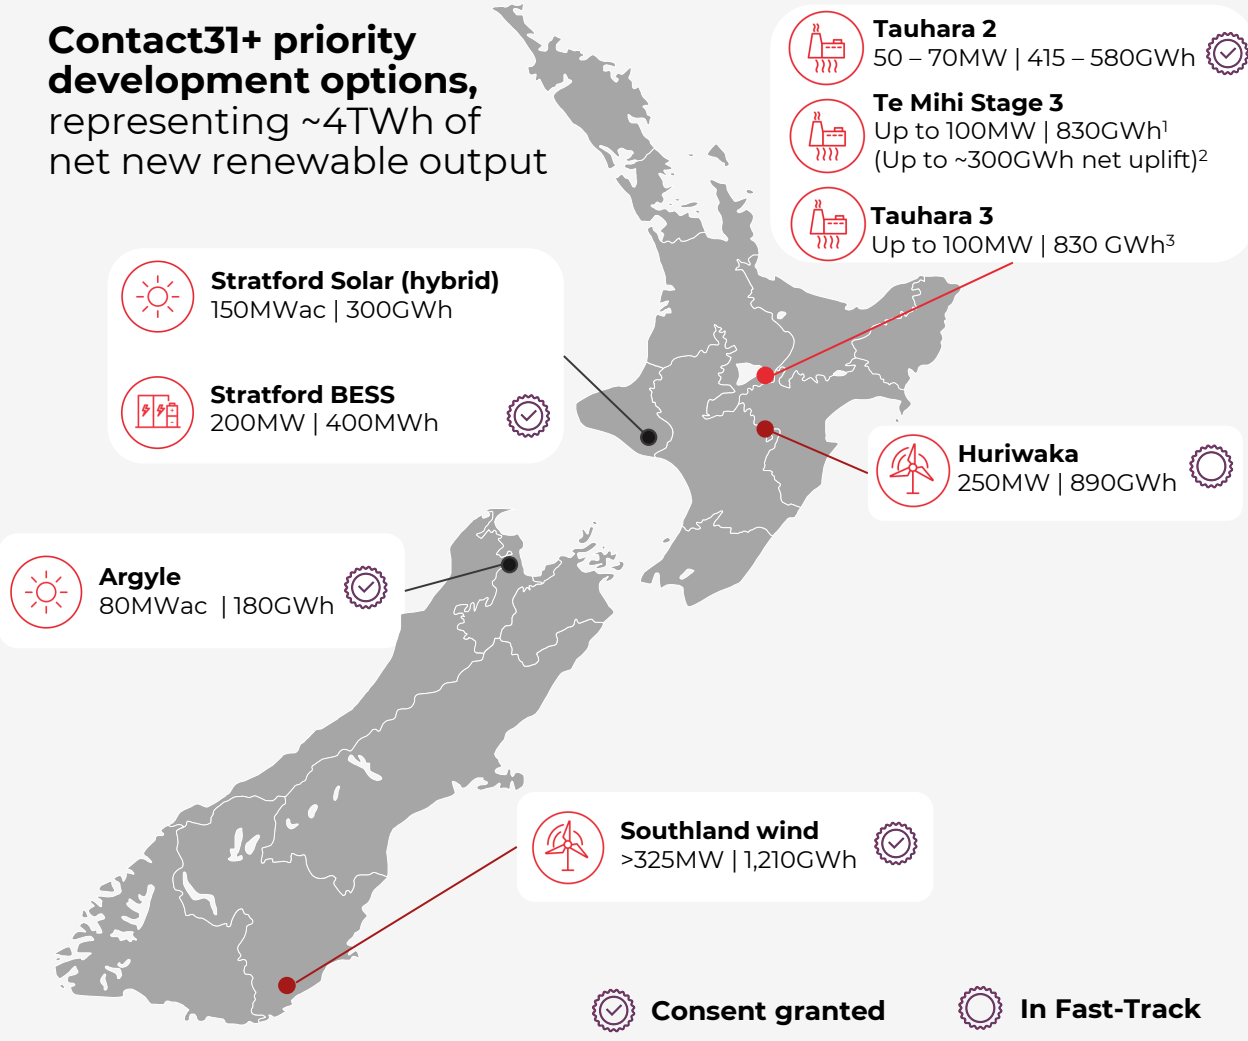 Contact31+ priority
development options,
representing ~4TWh of
net new renewable output
Tauhara 2
50 – 70MW | 415 – 580GWh
Te Mihi Stage 3
Up to 100MW | 830GWh¹
(Up to ~300GWh net uplift)²
Tauhara 3
Up to 100MW | 830 GWh³
Stratford Solar (hybrid)
150MWac | 300GWh
Stratford BESS
200MW | 400MWh
Huriwaka
250MW | 890GWh
Argyle
80MWac | 180GWh
Southland wind
>325MW | 1,210GWh
Consent granted
In Fast-Track